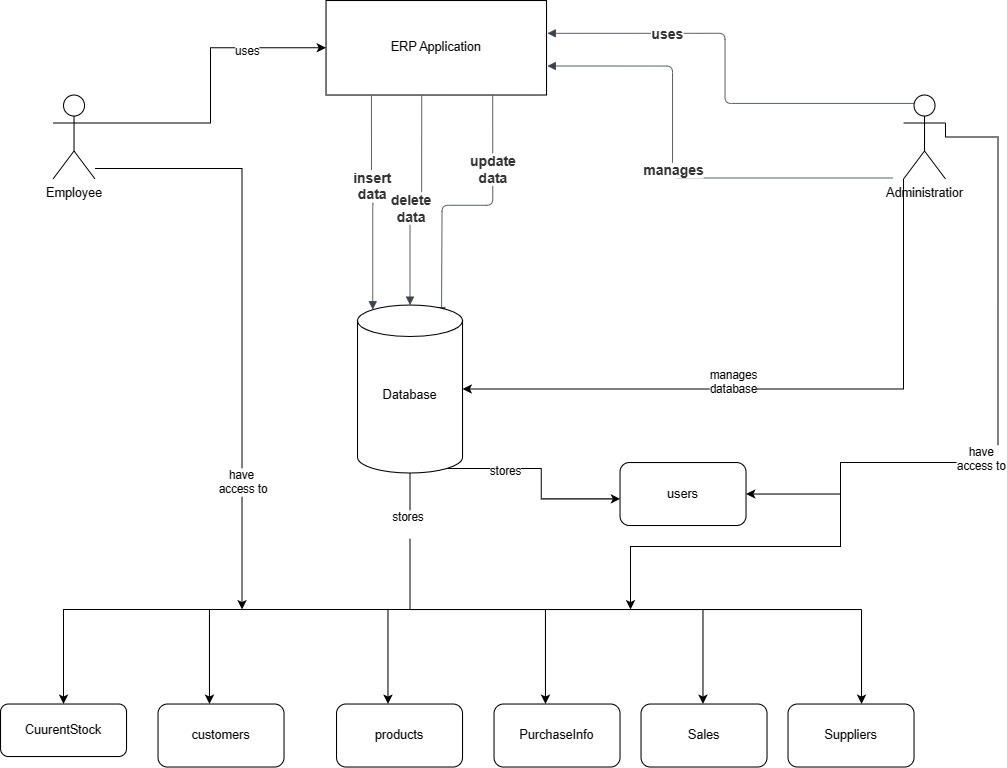 ERP Application
uses
uses
manages
Employee
Administratior
insert
data
delete
data
update
data
Database
manages
database
have
access to
have
access to
stores
users
stores
CuurentStock
customers
products
PurchaseInfo
Sales
Suppliers